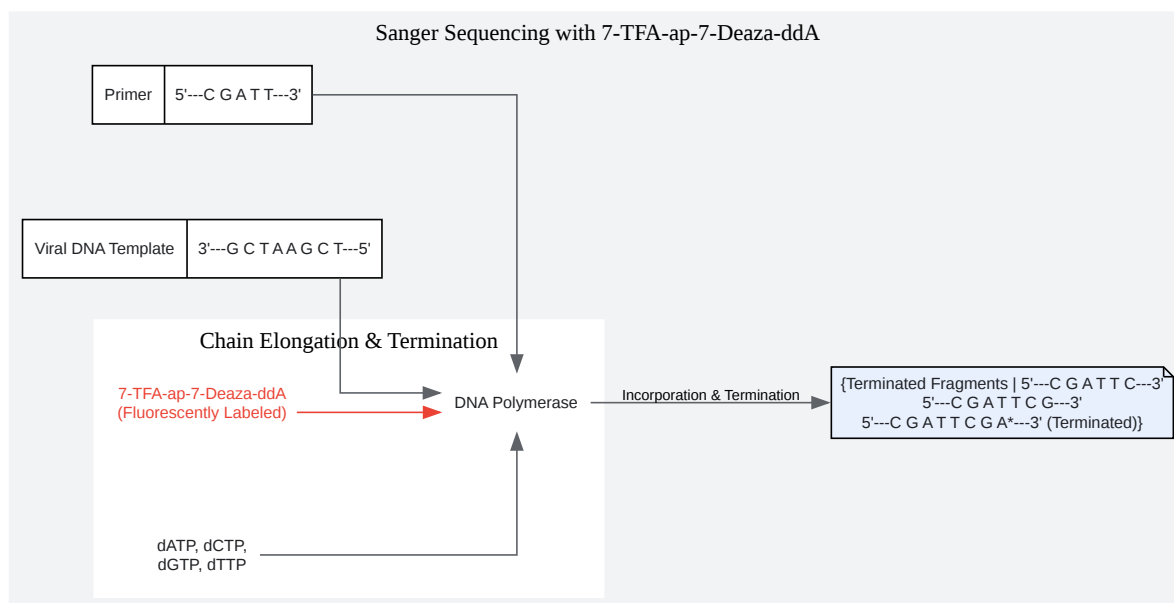 Sanger Sequencing with 7-TFA-ap-7-Deaza-ddA
Primer
5'---C G A T T---3'
Viral DNA Template
3'---G C T A A G C T---5'
Chain Elongation & Termination
7-TFA-ap-7-Deaza-ddA
(Fluorescently Labeled)
DNA Polymerase
Incorporation & Termination
{Terminated Fragments | 5'---C G A T T C---3'
5'---C G A T T C G---3'
5'---C G A T T C G A*---3' (Terminated)}
dATP, dCTP,
dGTP, dTTP